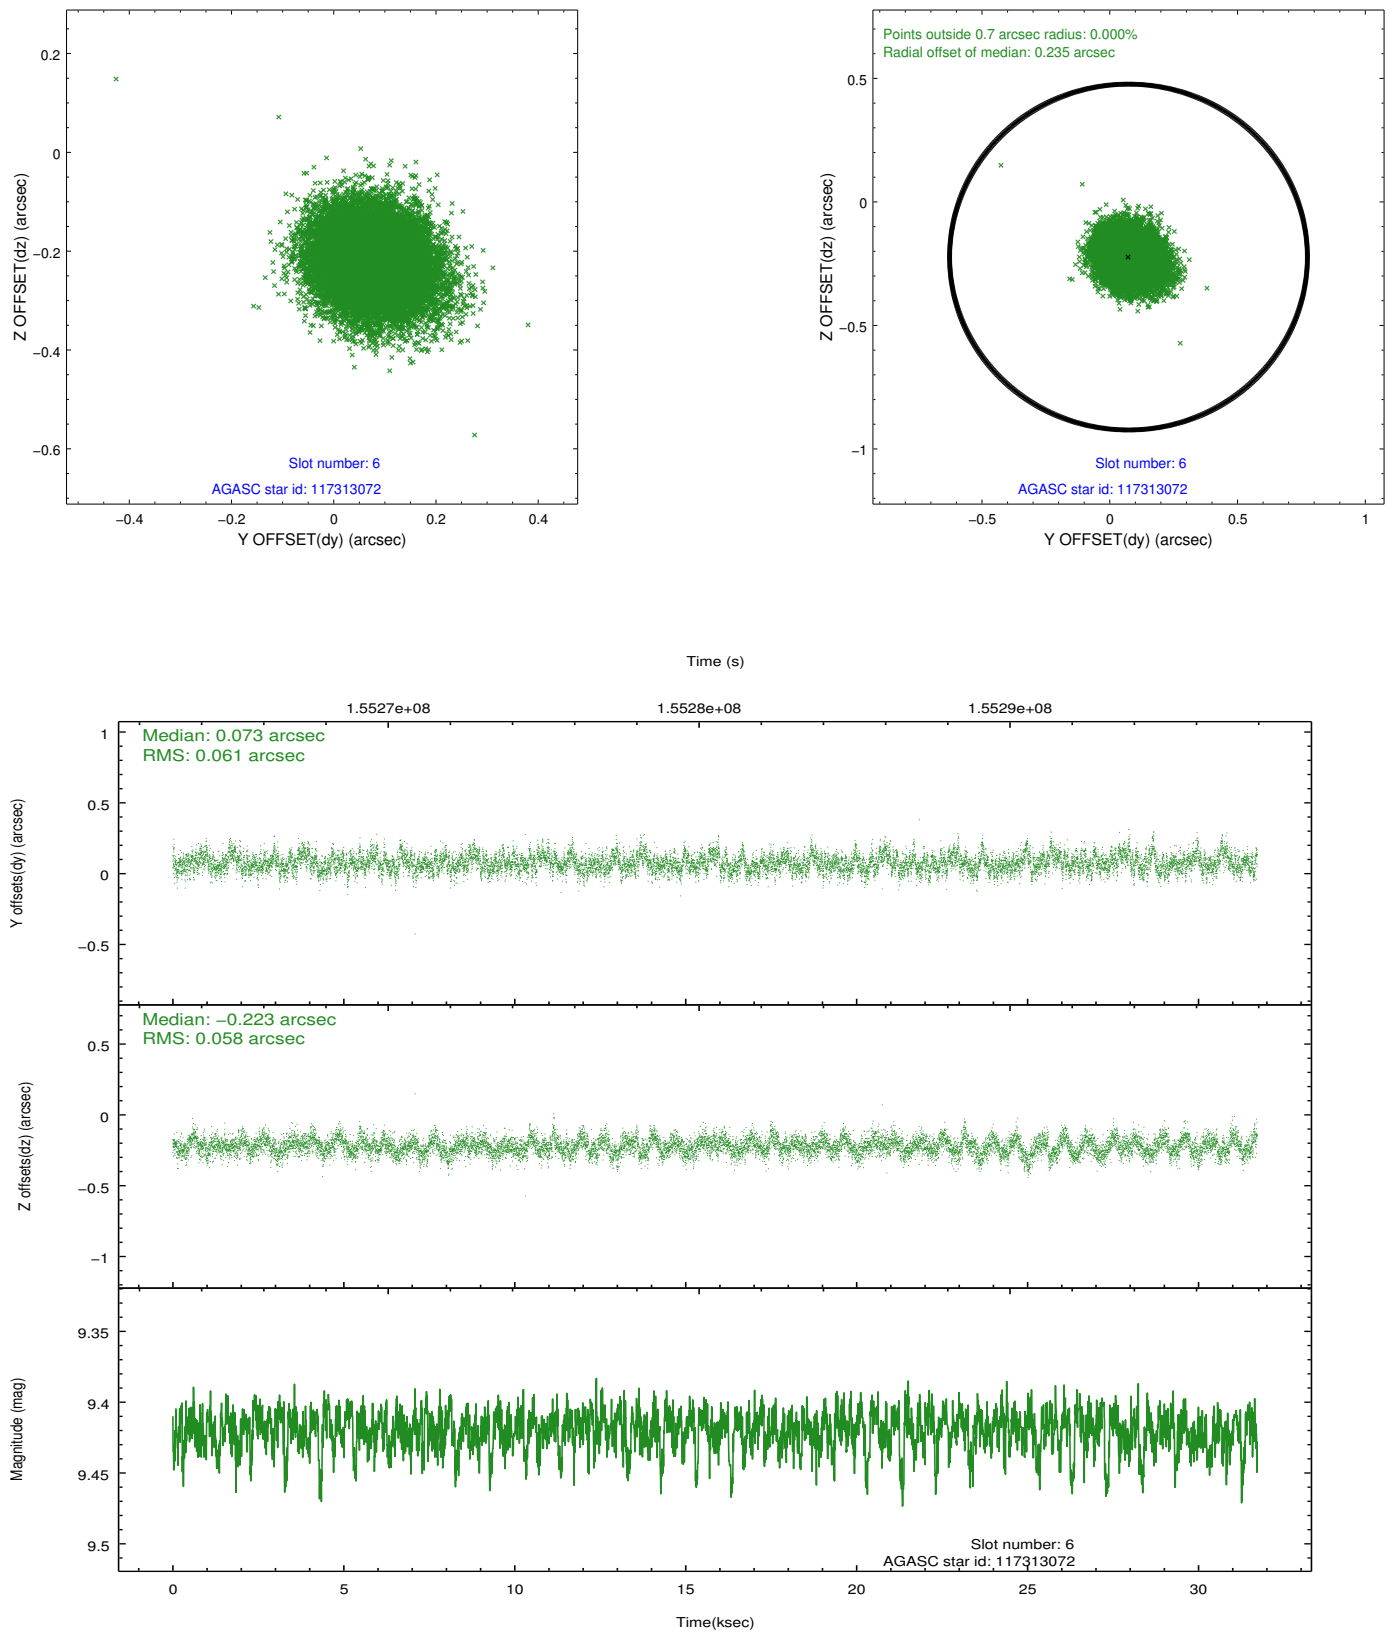 0.2
0
−0.2
−0.4
−0.6
Z OFFSET(dz) (arcsec)
Slot number: 6
AGASC star id: 117313072
−0.4
−0.2
0
0.2
0.4
Y OFFSET(dy) (arcsec)
Points outside 0.7 arcsec radius: 0.000%
Radial offset of median: 0.235 arcsec
0.5
0
−0.5
−1
Z OFFSET(dz) (arcsec)
Slot number: 6
AGASC star id: 117313072
−0.5
0
0.5
1
Y OFFSET(dy) (arcsec)
Time (s)
1.5527e+08
1.5528e+08
1.5529e+08
Median: 0.073 arcsec
RMS: 0.061 arcsec
1
0.5
0
−0.5
Y offsets(dy) (arcsec)
Median: −0.223 arcsec
RMS: 0.058 arcsec
0.5
0
−0.5
−1
Z offsets(dz) (arcsec)
9.35
9.4
9.45
9.5
Magnitude (mag)
Slot number: 6
AGASC star id: 117313072
0
5
10
15
20
25
30
Time(ksec)